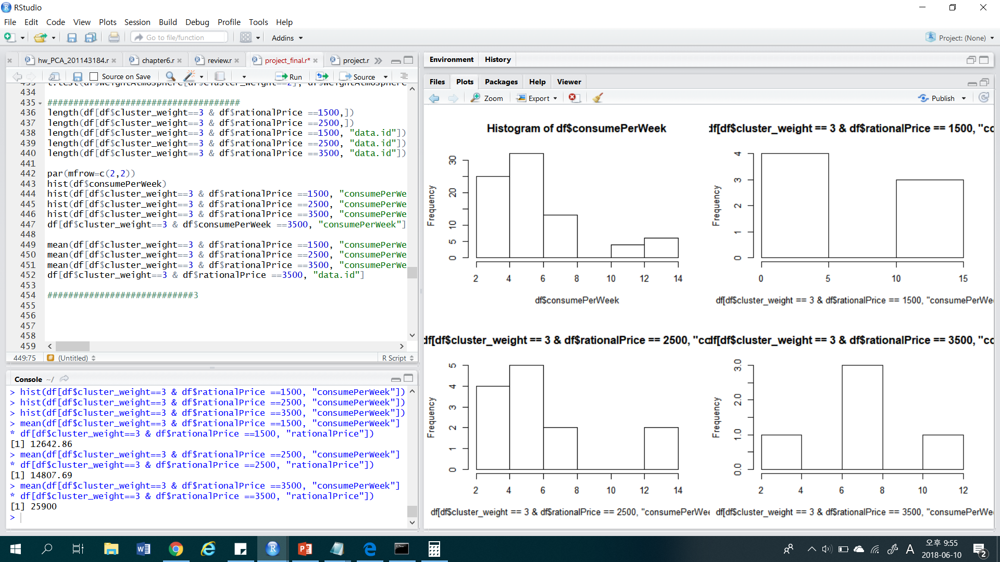 RStudio
File Edit Code View Plots Session Build Debug Profile Tools Help
Go to file/function
Addins
Project: (None)
hw_PCA_201143184.r
chapter6.r
review.r
project_final.r*
project.r
Source on Save
Run
Source
434
435 #####################################
436 length(df[df$cluster_weight==3 & df$rationalPrice ==1500,])
437 length(df[df$cluster_weight==3 & df$rationalPrice ==2500,])
438 length(df[df$cluster_weight==3 & df$rationalPrice ==1500, "data.id"])
439 length(df[df$cluster_weight==3 & df$rationalPrice ==2500, "data.id"])
440 length(df[df$cluster_weight==3 & df$rationalPrice ==3500, "data.id"])
441
442 par(mfrow=c(2,2))
443 hist(df$consumePerWeek)
444 hist(df[df$cluster_weight==3 & df$rationalPrice ==1500, "consumePerWe
445 hist(df[df$cluster_weight==3 & df$rationalPrice ==2500, "consumePerWe
446 hist(df[df$cluster_weight==3 & df$rationalPrice ==3500, "consumePerWe
447 df[df$cluster_weight==3 & df$consumePerWeek ==3500, "consumePerWeek"]
448
449 mean(df[df$cluster_weight==3 & df$rationalPrice ==1500, "consumePerWe
450 mean(df[df$cluster_weight==3 & df$rationalPrice ==2500, "consumePerWe
451 mean(df[df$cluster_weight==3 & df$rationalPrice ==3500, "consumePerWe
452 df[df$cluster_weight==3 & df$rationalPrice ==3500, "data.id"]
453
454 ############################3
455
456
457
458
459
449:75 (Untitled) R Script
Console ~/
> hist(df[df$cluster_weight==3 & df$rationalPrice ==1500, "consumePerWeek"])
> hist(df[df$cluster_weight==3 & df$rationalPrice ==2500, "consumePerWeek"])
> hist(df[df$cluster_weight==3 & df$rationalPrice ==3500, "consumePerWeek"])
> mean(df[df$cluster_weight==3 & df$rationalPrice ==1500, "consumePerWeek"]
* df[df$cluster_weight==3 & df$rationalPrice ==1500, "rationalPrice"])
[1] 12642.86
> mean(df[df$cluster_weight==3 & df$rationalPrice ==2500, "consumePerWeek"]
* df[df$cluster_weight==3 & df$rationalPrice ==2500, "rationalPrice"])
[1] 14807.69
> mean(df[df$cluster_weight==3 & df$rationalPrice ==3500, "consumePerWeek"]
* df[df$cluster_weight==3 & df$rationalPrice ==3500, "rationalPrice"])
[1] 25900
>
Environment History
Files Plots Packages Help Viewer
Zoom Export Publish
Histogram of df$consumePerWeek
Frequency
30
20
10
5
0
2 4 6 8 10 12 14
df$consumePerWeek
df[df$cluster_weight == 3 & df$rationalPrice == 1500, "co
Frequency
4
3
2
1
0
0 5 10 15
df[df$cluster_weight == 3 & df$rationalPrice == 1500, "consumePerWe
df[df$cluster_weight == 3 & df$rationalPrice == 2500, "co
Frequency
5
4
3
2
1
0
2 4 6 8 10 12 14
df[df$cluster_weight == 3 & df$rationalPrice == 2500, "consumePerWee
df[df$cluster_weight == 3 & df$rationalPrice == 3500, "co
Frequency
3.0
2.0
1.0
0.0
2 4 6 8 10 12
df[df$cluster_weight == 3 & df$rationalPrice == 3500, "consumePerWe
A
오후 9:55
2018-06-10
2